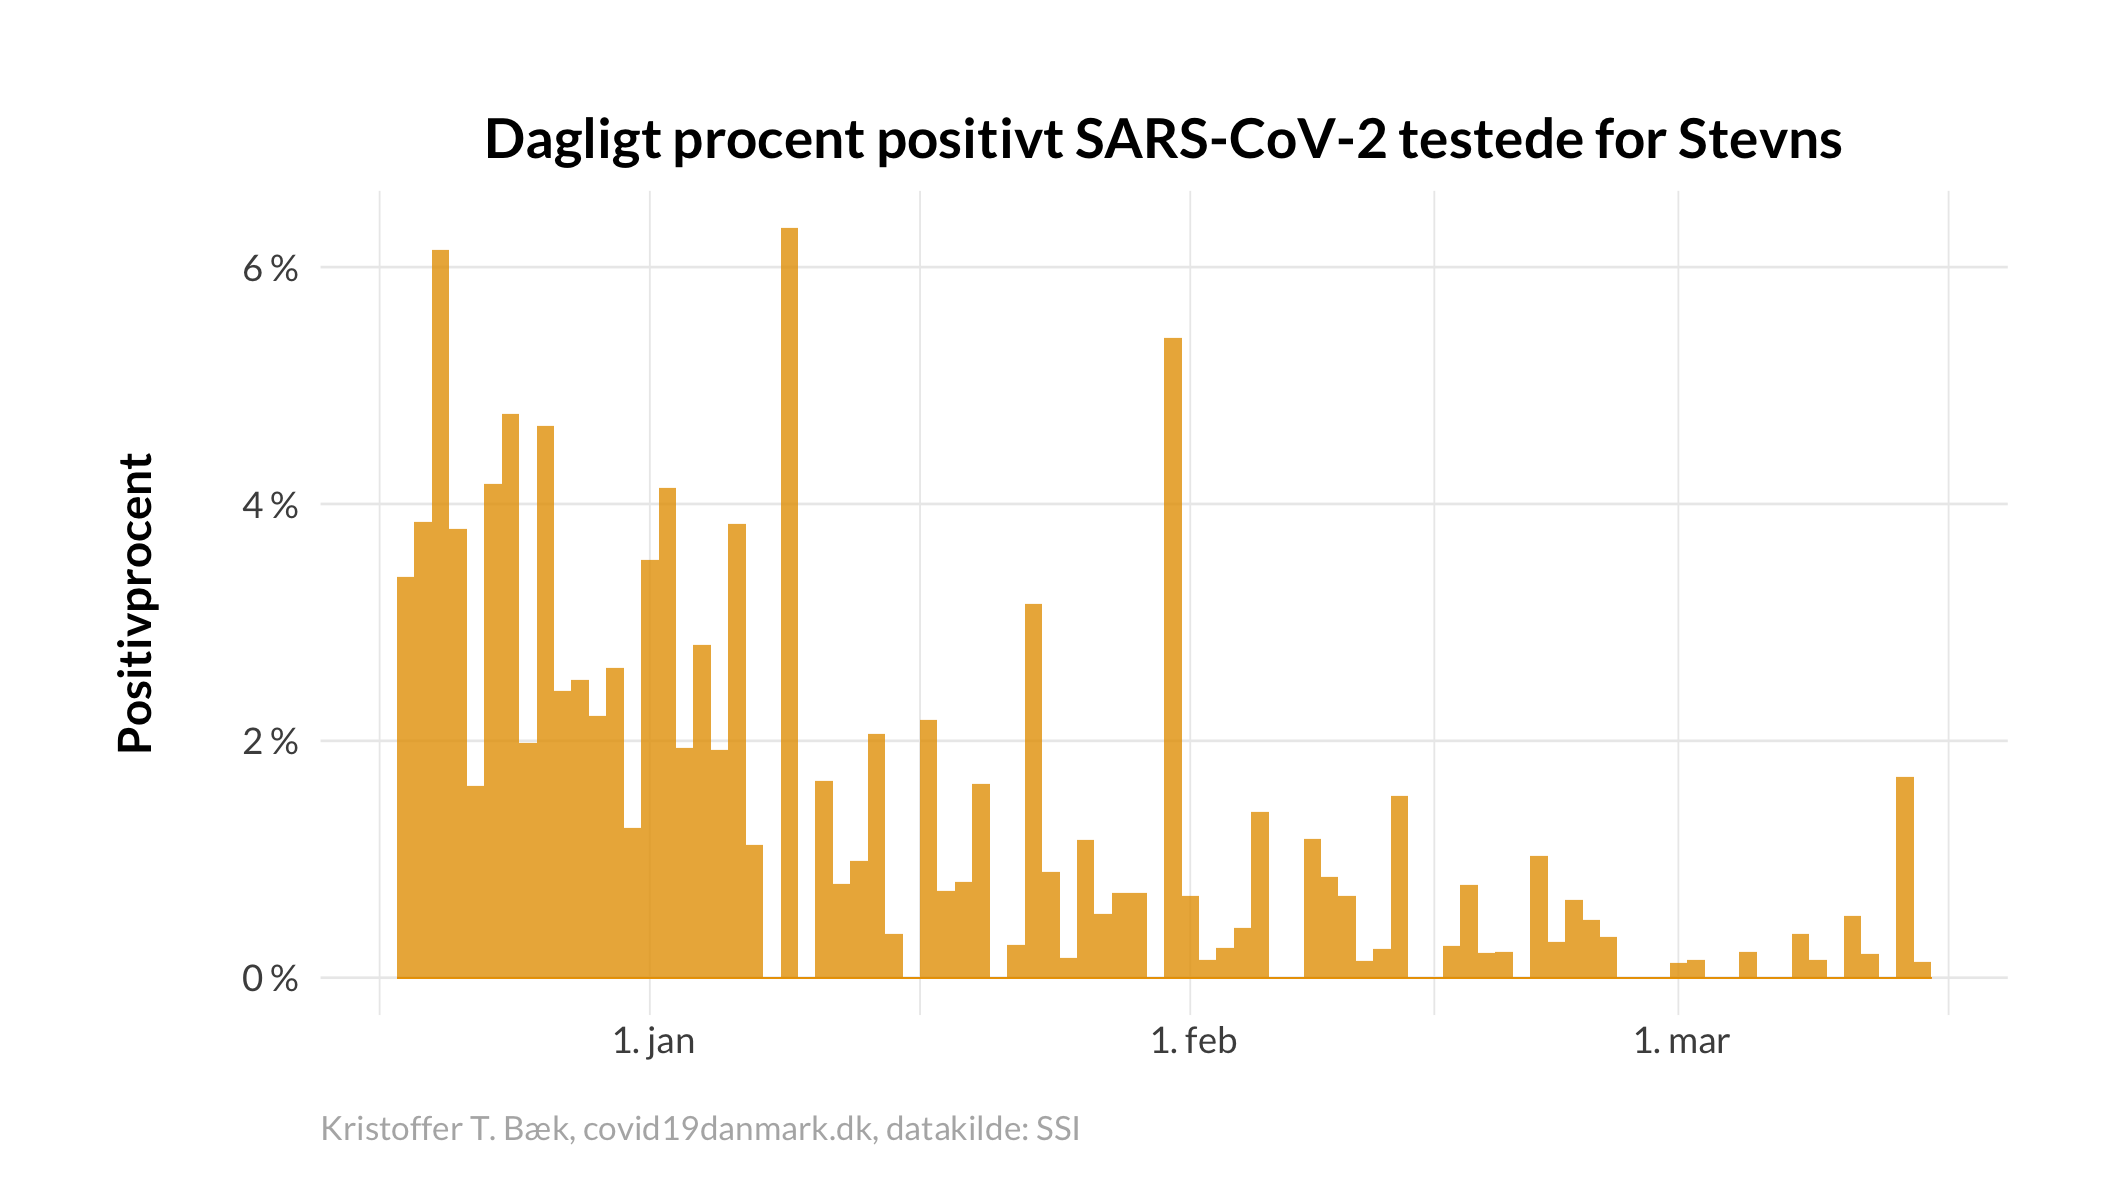 Dagligt procent positivt SARS-CoV-2 testede for Stevns
Positivprocent
6 %
4 %
2 %
0 %
1. jan
1. feb
1. mar
Kristoffer T. Bæk, covid19danmark.dk, datakilde: SSI